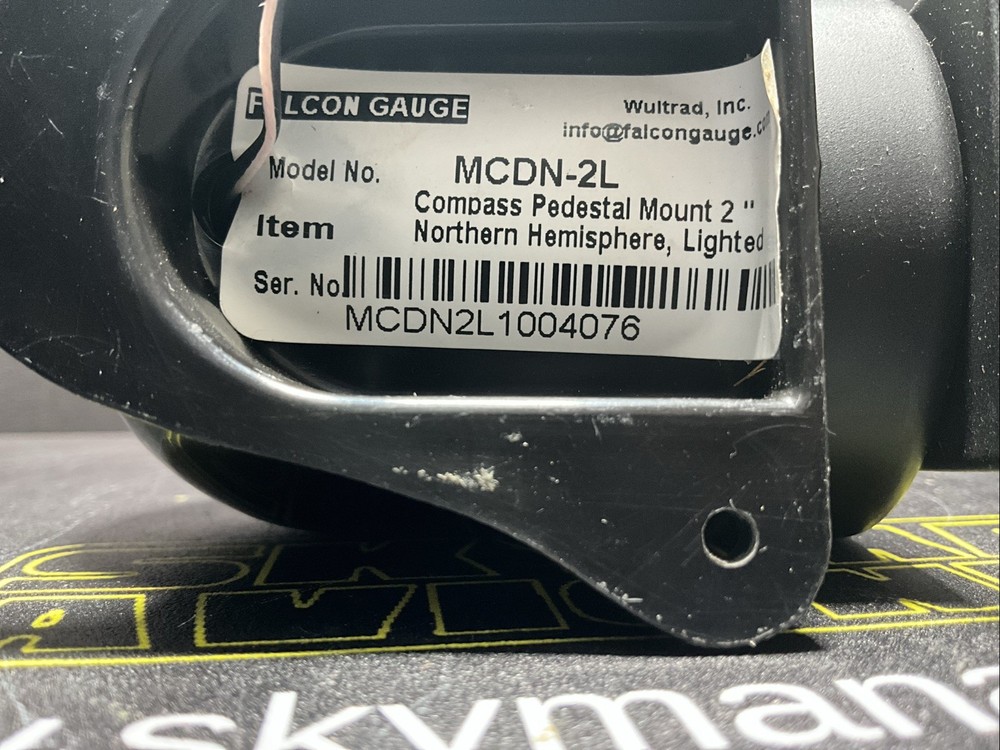 FALCON GAUGE
Wultrad, Inc.
info@falcongauge.com
Model No. MCDN-2L
Item Compass Pedestal Mount 2 "
Northern Hemisphere, Lighted
Ser. No.
MCDN2L1004076
skymana